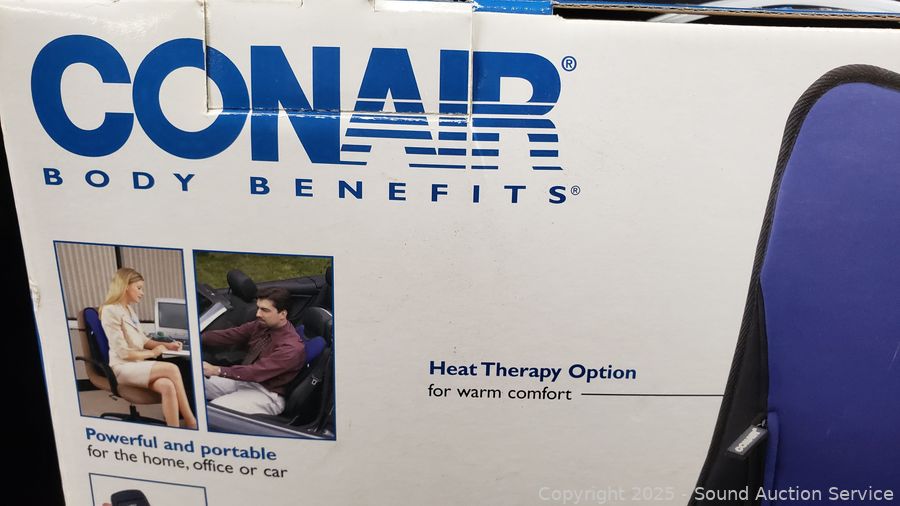 CONAIR®
BODY BENEFITS®
Heat Therapy Option
for warm comfort
Powerful and portable
for the home, office or car
CONAIR
Copyright 2025 - Sound Auction Service